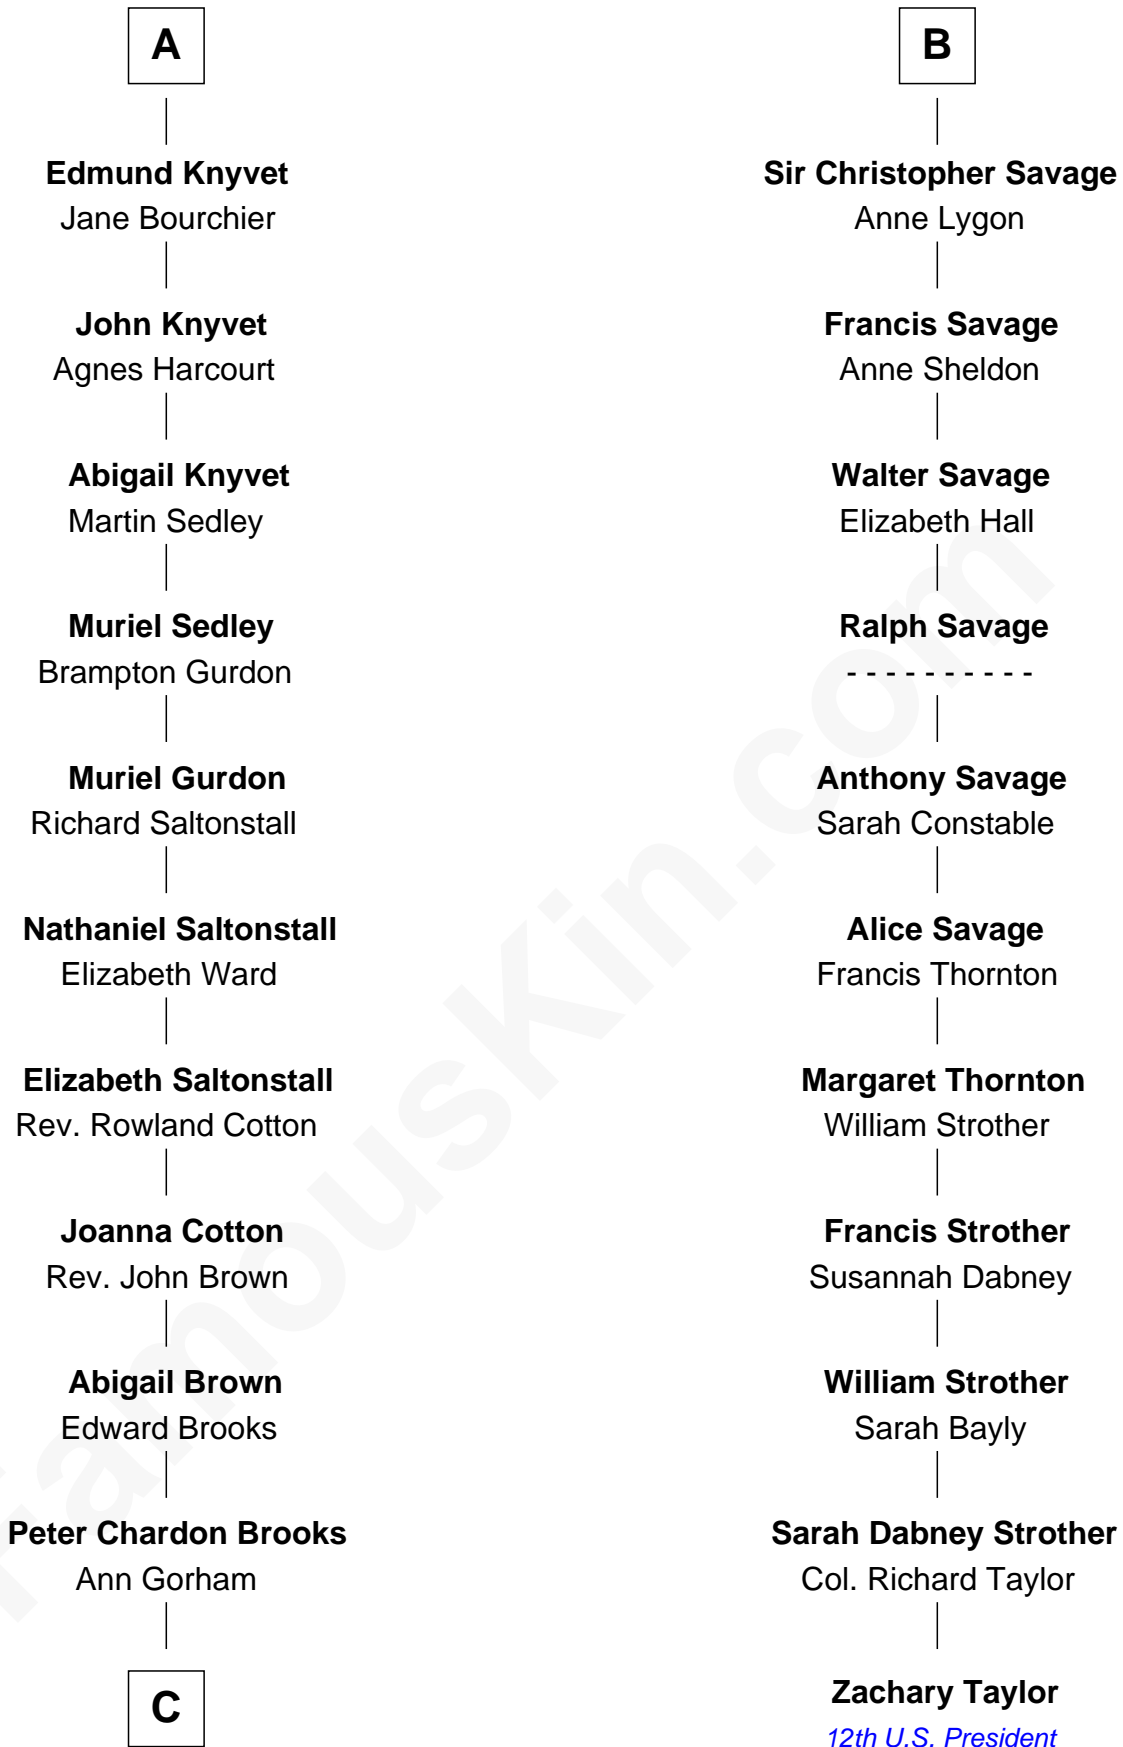 A
Edmund Knyvet
Jane Bourchier
John Knyvet
Agnes Harcourt
Abigail Knyvet
Martin Sedley
Muriel Sedley
Brampton Gurdon
Muriel Gurdon
Richard Saltonstall
Nathaniel Saltonstall
Elizabeth Ward
Elizabeth Saltonstall
Rev. Rowland Cotton
Joanna Cotton
Rev. John Brown
Abigail Brown
Edward Brooks
Peter Chardon Brooks
Ann Gorham
C
B
Sir Christopher Savage
Anne Lygon
Francis Savage
Anne Sheldon
Walter Savage
Elizabeth Hall
Ralph Savage
- - - - - - - - - -
Anthony Savage
Sarah Constable
Alice Savage
Francis Thornton
Margaret Thornton
William Strother
Francis Strother
Susannah Dabney
William Strother
Sarah Bayly
Sarah Dabney Strother
Col. Richard Taylor
Zachary Taylor
12th U.S. President
FamousKin.com